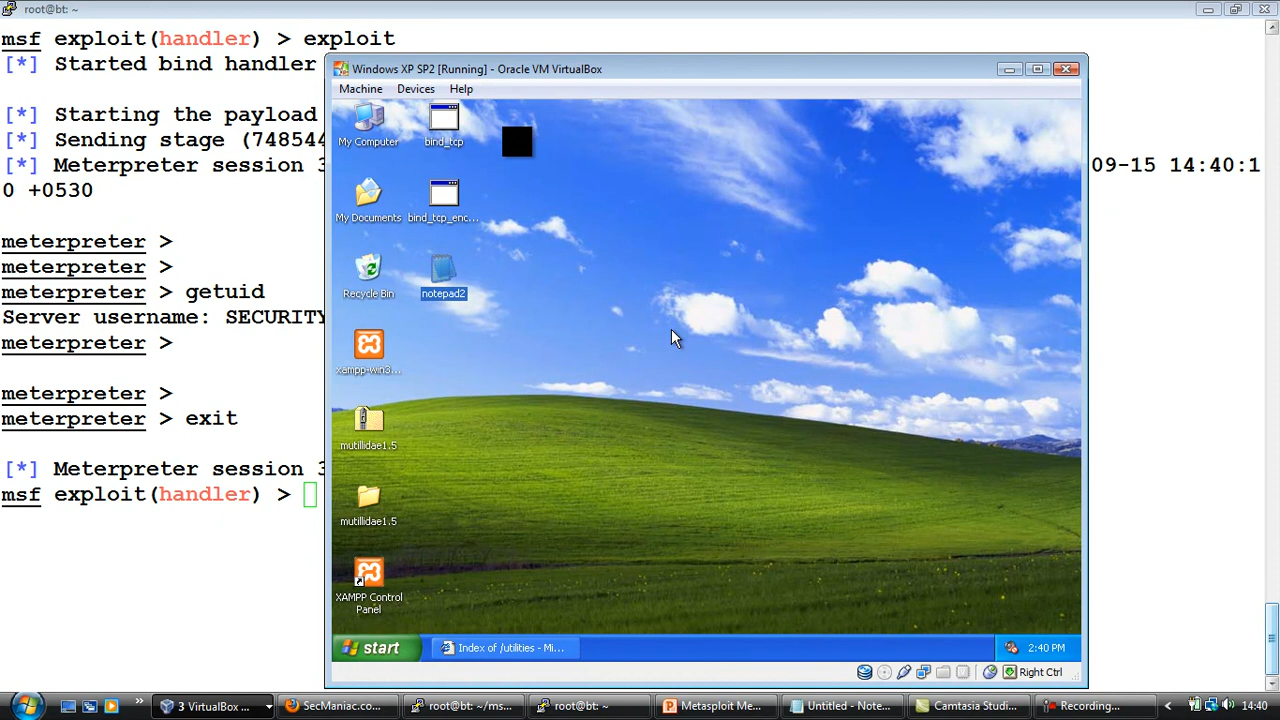 root@bt: ~
msf exploit(handler) > exploit
[*] Started bind handler
[*] Starting the payload
[*] Sending stage (748544
[*] Meterpreter session 3
09-15 14:40:1
0 +0530
meterpreter >
meterpreter >
meterpreter > getuid
Server username: SECURITY
meterpreter >
meterpreter >
meterpreter > exit
[*] Meterpreter session 3
msf exploit(handler) >
Windows XP SP2 [Running] - Oracle VM VirtualBox
Machine Devices Help
My Computer
bind_tcp
My Documents
bind_tcp_enc...
Recycle Bin
notepad2
xampp-win3...
mutillidae1.5
mutillidae1.5
XAMPP Control
Panel
start
Index of /utilities - Mi...
2:40 PM
Right Ctrl
3 VirtualBox ...
SecManiac.co...
root@bt: ~/ms...
root@bt: ~
Metasploit Me...
Untitled - Note...
Camtasia Studi...
Recording...
14:40